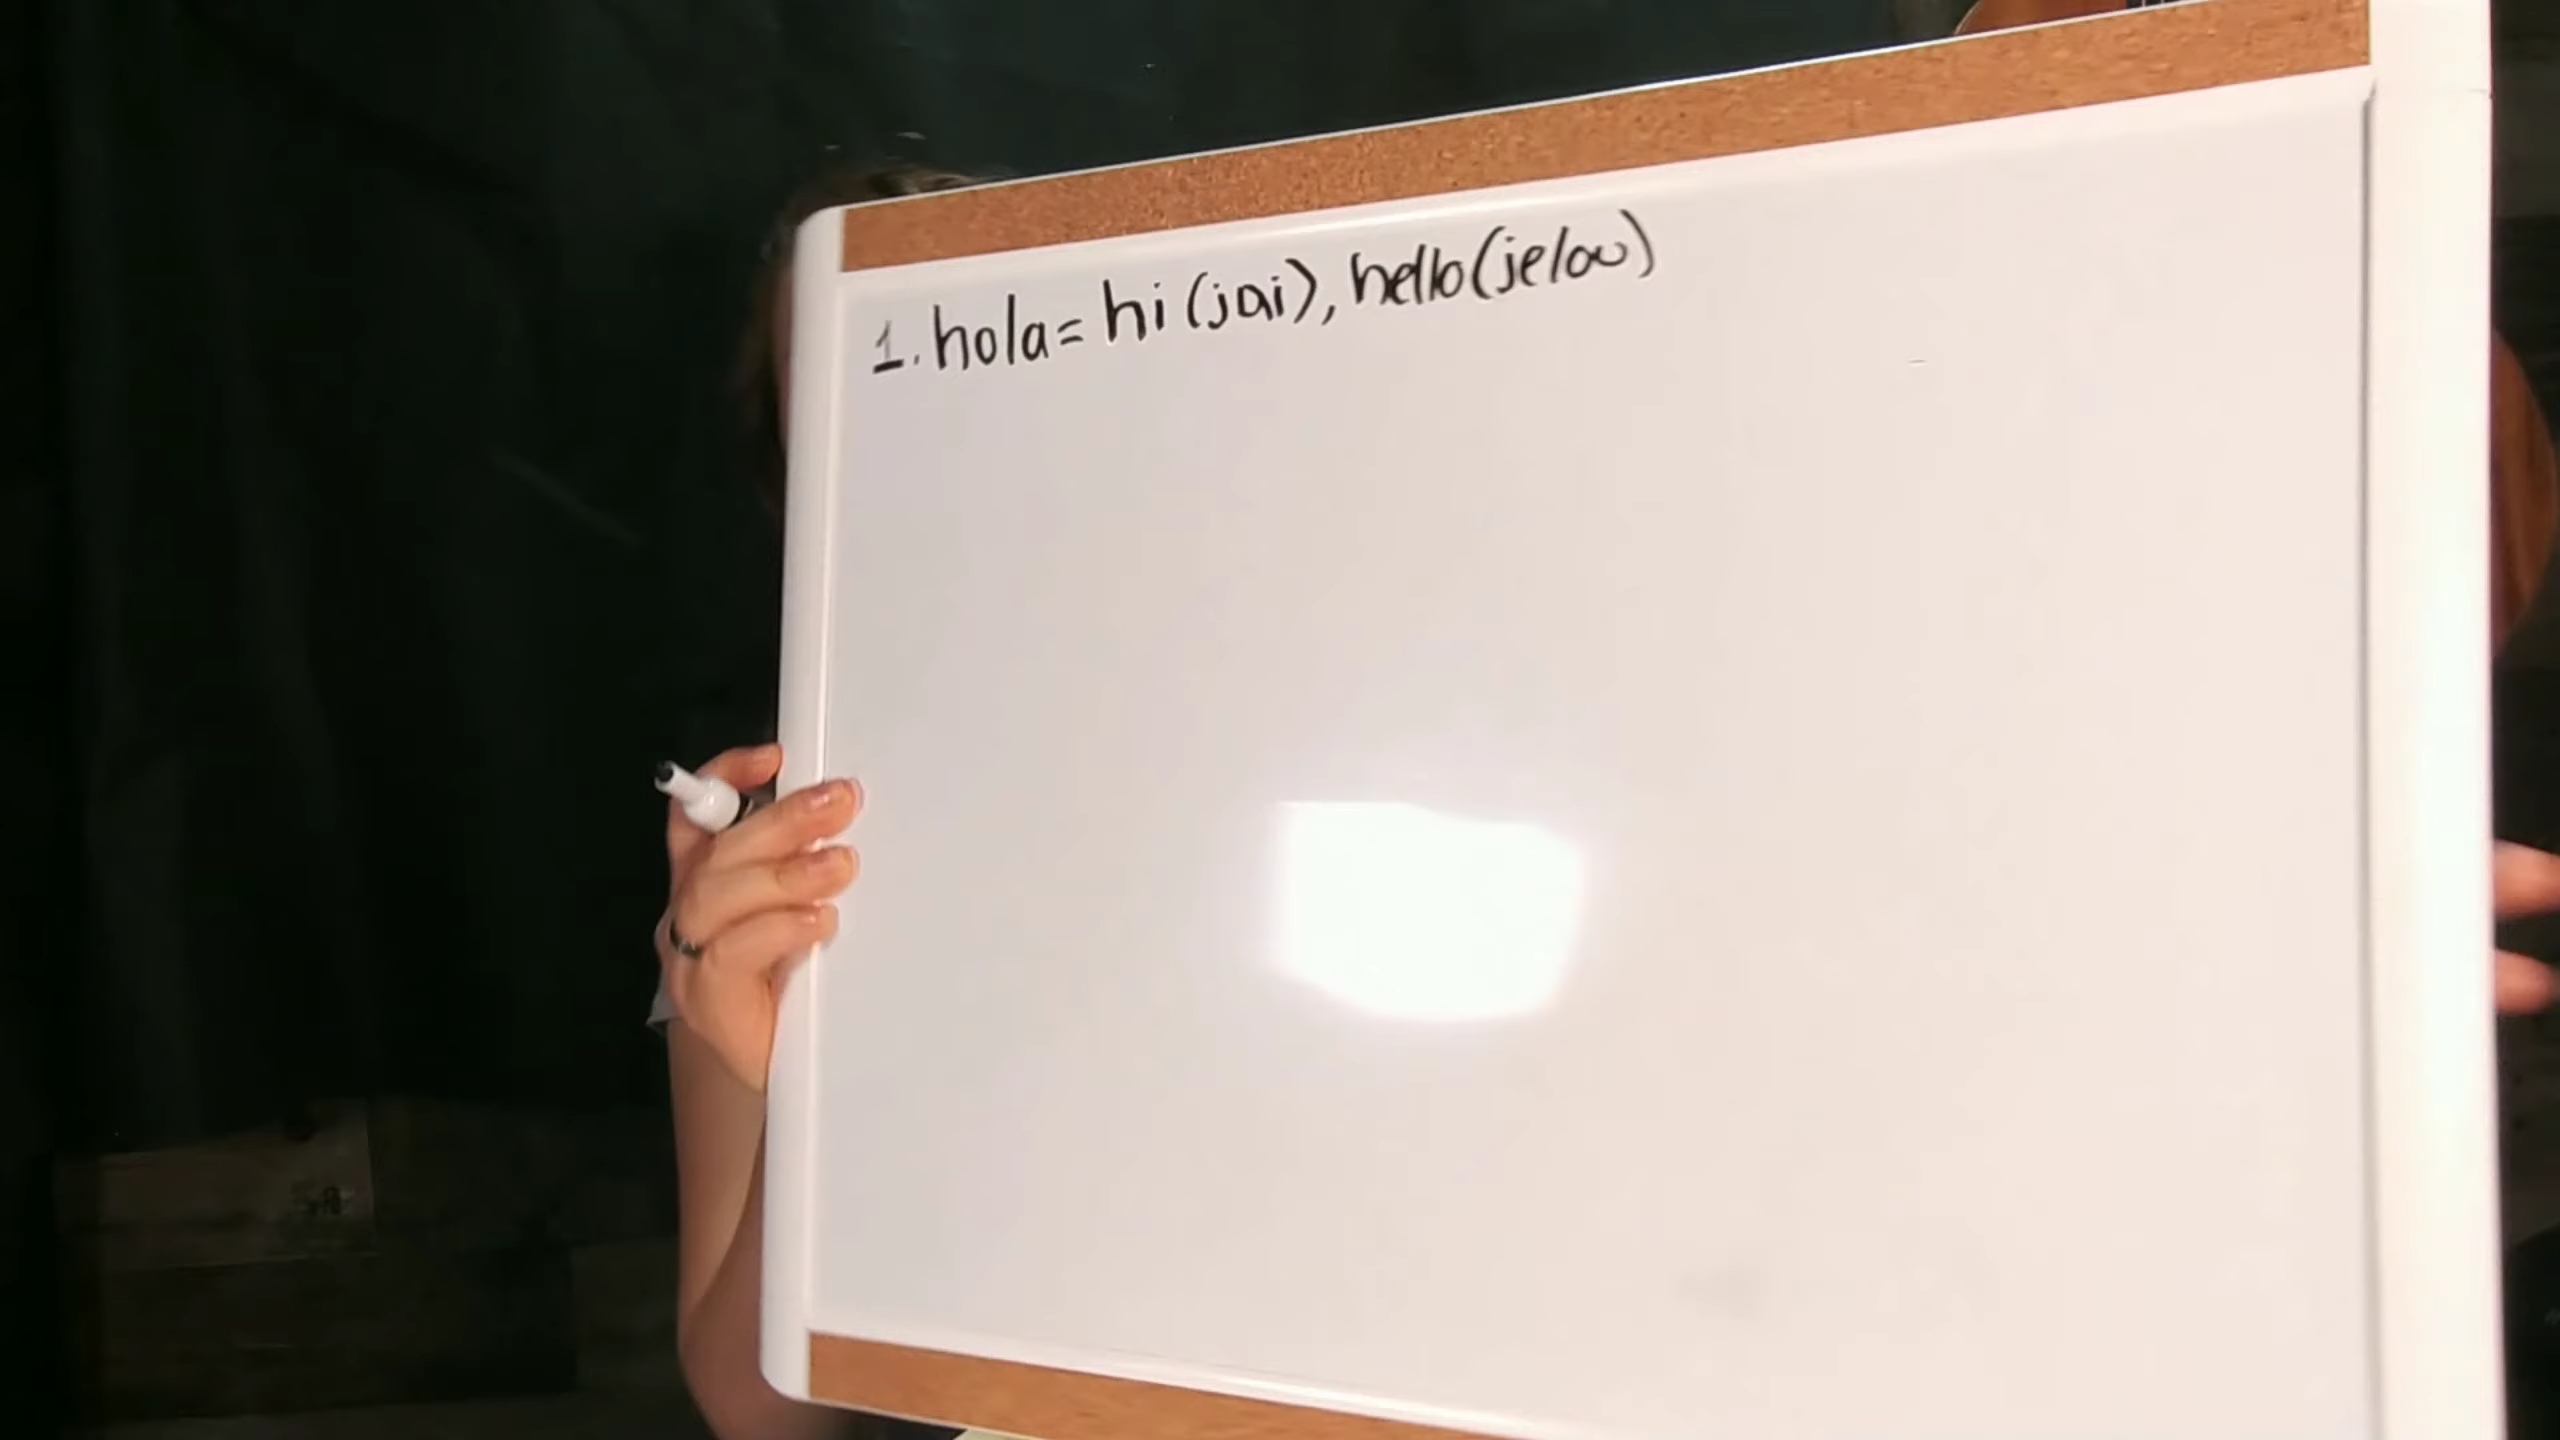 1. hola = hi (jai), hello (jelou)